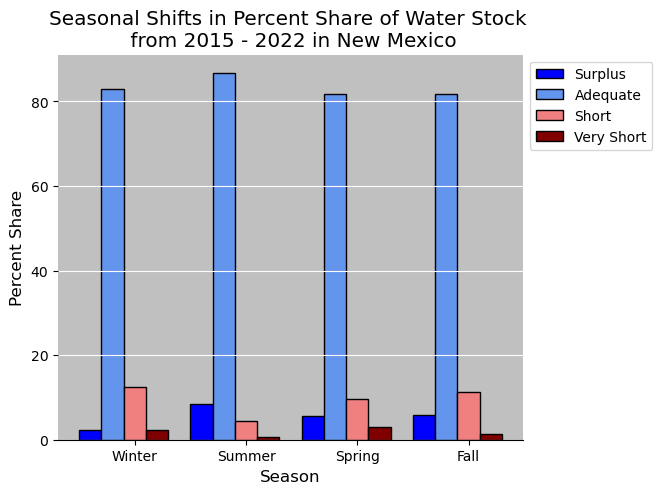 Seasonal Shifts in Percent Share of Water Stock
from 2015 - 2022 in New Mexico
Surplus
Adequate
Short
Very Short
Percent Share
80
60
40
20
0
Winter
Summer
Spring
Fall
Season